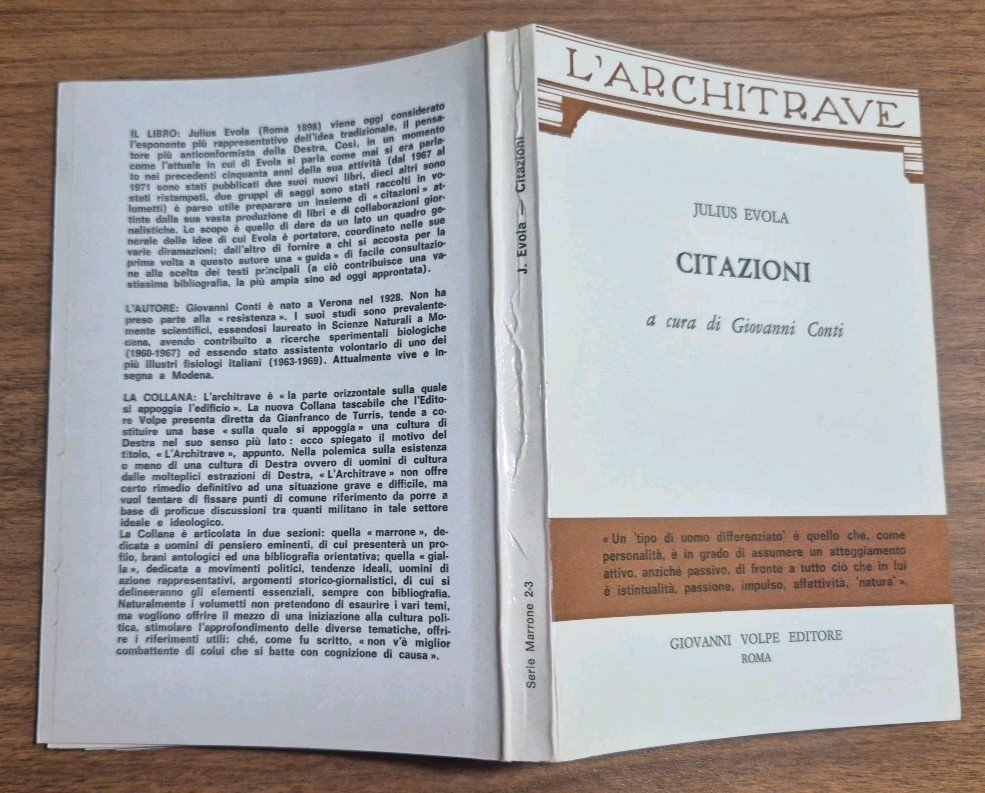 IL LIBRO: Julius Evola (Roma 1898) viene oggi considerato
l'esponente più rappresentativo dell'idea tradizionale, il pensa-
tore più anticonformista della Destra. Così, in un momento
come l'attuale in cui di Evola si parla come mai si era parla-
to nei precedenti cinquanta anni della sua attività (dal 1967 al
1971 sono stati pubblicati due suoi nuovi libri, dieci altri sono
stati ristampati, due gruppi di saggi sono stati raccolti in vo-
lumetti) è parso utile preparare un insieme di « citazioni » at-
tinte dalla sua vasta produzione di libri e di collaborazioni gior-
nalistiche. Lo scopo è quello di dare da un lato un quadro ge-
nerale delle idee di cui Evola è portatore, coordinato nelle sue
varie diramazioni; dall'altro di fornire a chi si accosta per la
prima volta a questo autore una « guida » di facile consultazio-
ne alla scelta dei testi principali (a ciò contribuisce una va-
stissima bibliografia, la più ampia sino ad oggi approntata).
L'AUTORE: Giovanni Conti è nato a Verona nel 1928. Non ha
preso parte alla « resistenza ». I suoi studi sono prevalente-
mente scientifici, essendosi laureato in Scienze Naturali a Mo-
dena, avendo contribuito a ricerche sperimentali biologiche
(1960-1967) ed essendo stato assistente volontario di uno dei
più illustri fisiologi italiani (1963-1969). Attualmente vive e in-
segna a Modena.
LA COLLANA: L'architrave è « la parte orizzontale sulla quale
si appoggia l'edificio ». La nuova Collana tascabile che l'Edito-
re Volpe presenta diretta da Gianfranco de Turris, tende a co-
stituire una base « sulla quale si appoggia » una cultura di
Destra nel suo senso più lato: ecco spiegato il motivo del
titolo, « L'Architrave », appunto. Nella polemica sulla esistenza
o meno di una cultura di Destra ovvero di uomini di cultura
dalle molteplici estrazioni di Destra, « L'Architrave » non offre
certo rimedio definitivo ad una situazione grave e difficile, ma
vuol tentare di fissare punti di comune riferimento da porre a
base di proficue discussioni tra quanti militano in tale settore
ideale e ideologico.
La Collana è articolata in due sezioni: quella « marrone », de-
dicata a uomini di pensiero eminenti, di cui presenterà un pro-
filo, brani antologici ed una bibliografia orientativa; quella « gial-
la », dedicata a movimenti politici, tendenze ideali, uomini di
azione rappresentativi, argomenti storico-giornalistici, di cui si
delineeranno gli elementi essenziali, sempre con bibliografia.
Naturalmente i volumetti non pretendono di esaurire i vari temi,
ma vogliono offrire il mezzo di una iniziazione alla cultura poli-
tica, stimolare l'approfondimento delle diverse tematiche, offri-
re i riferimenti utili: ché, come fu scritto, « non v'è miglior
combattente di colui che si batte con cognizione di causa ».
J. Evola — Citazioni
Serie Marrone 2-3
L'ARCHITRAVE
JULIUS EVOLA
CITAZIONI
a cura di Giovanni Conti
« Un 'tipo di uomo differenziato' è quello che, come
personalità, è in grado di assumere un atteggiamento
attivo, anziché passivo, di fronte a tutto ciò che in lui
è istintualità, passione, impulso, affettività, 'natura' ».
GIOVANNI VOLPE EDITORE
ROMA